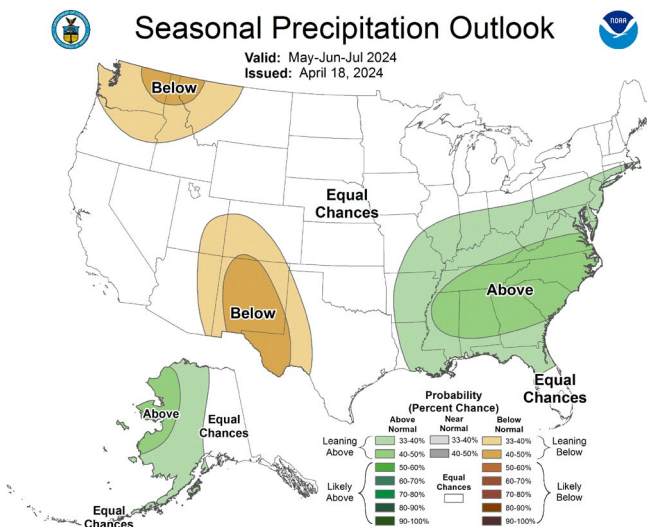 Seasonal Precipitation Outlook
NOAA
Valid: May-Jun-Jul 2024
Issued: April 18, 2024
Below
Equal
Chances
Above
Below
Above
Equal
Chances
Equal
Chances
Equal
Chances
Probability
(Percent Chance)
Above
Normal
Near
Normal
Below
Normal
Leaning
Above
33-40%
33-40%
33-40%
Leaning
Below
40-50%
40-50%
40-50%
50-60%
50-60%
60-70%
60-70%
Likely
Above
70-80%
Equal
Chances
70-80%
Likely
Below
80-90%
80-90%
90-100%
90-100%